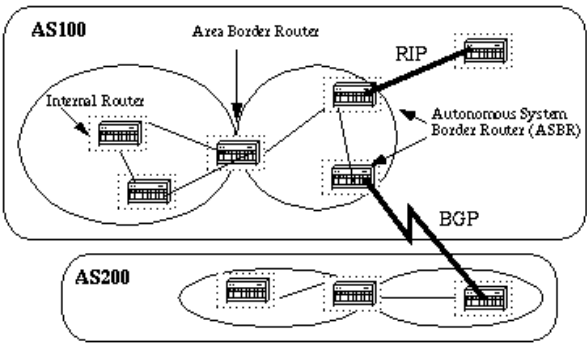 AS100
Area Border Router
RIP
Internal Router
Autonomous System
Border Router (ASBR)
BGP
AS200